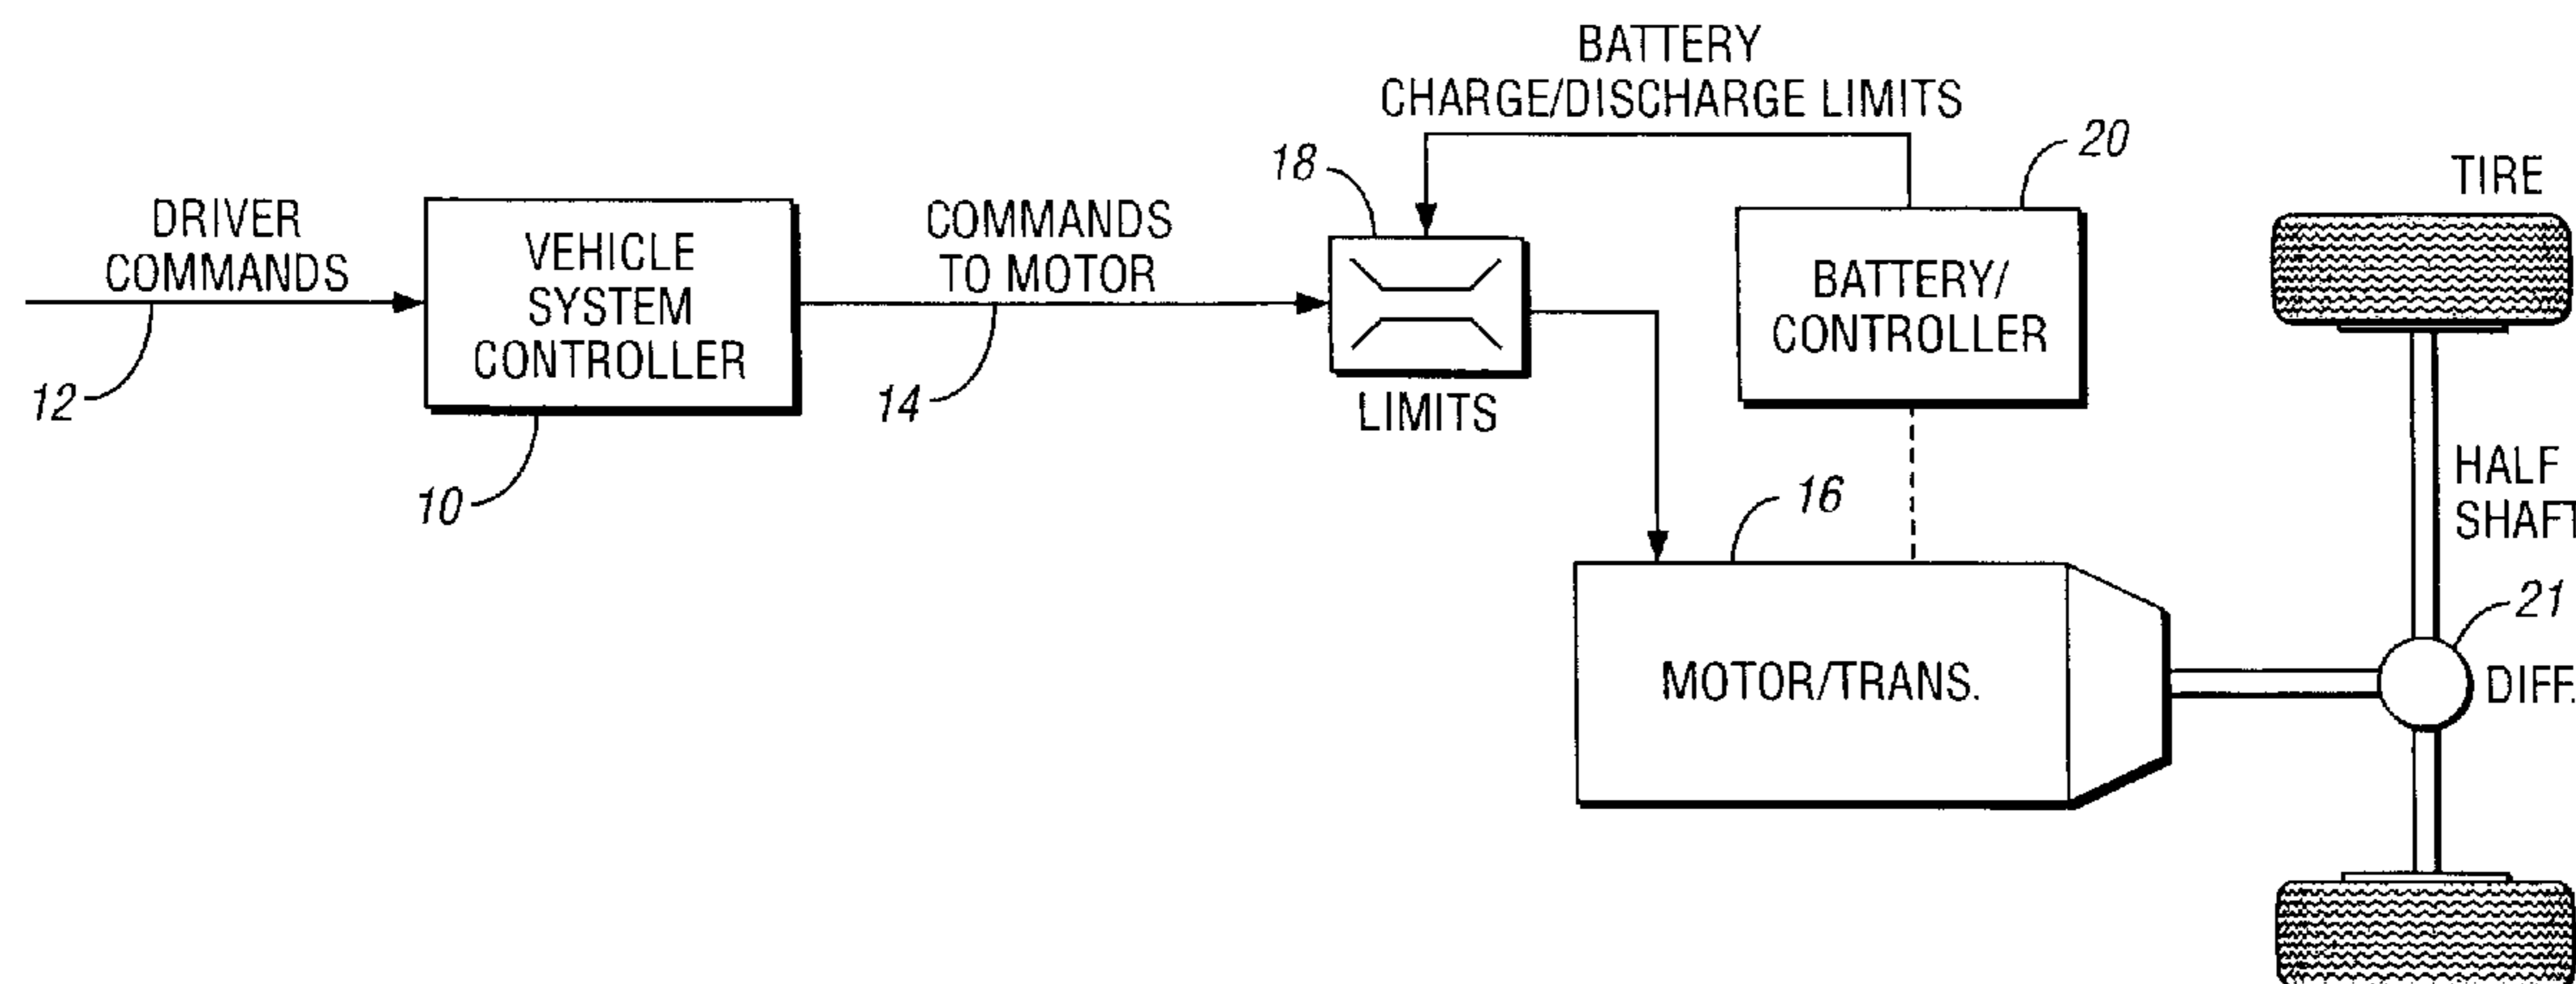 BATTERY
CHARGE/DISCHARGE LIMITS
18
20
TIRE
DRIVER
COMMANDS
VEHICLE
SYSTEM
CONTROLLER
COMMANDS
TO MOTOR
BATTERY/
CONTROLLER
12
14
LIMITS
10
16
HALF
SHAFT
21
MOTOR/TRANS.
DIFF.